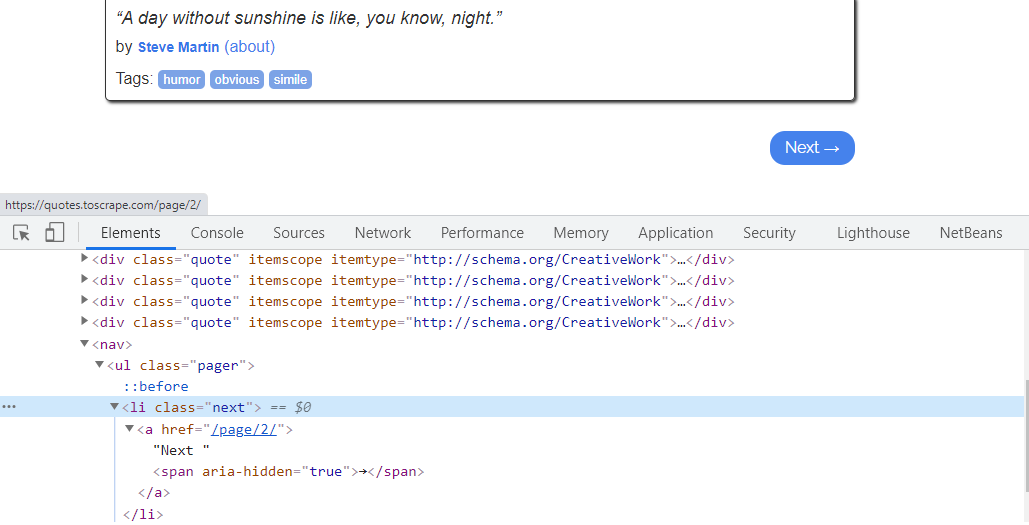 “A day without sunshine is like, you know, night.”
by Steve Martin (about)
Tags: humor obvious simile
Next →
https://quotes.toscrape.com/page/2/
Elements Console Sources Network Performance Memory Application Security Lighthouse NetBeans
<div class="quote" itemscope itemtype="http://schema.org/CreativeWork">…</div>
<div class="quote" itemscope itemtype="http://schema.org/CreativeWork">…</div>
<div class="quote" itemscope itemtype="http://schema.org/CreativeWork">…</div>
<div class="quote" itemscope itemtype="http://schema.org/CreativeWork">…</div>
<nav>
<ul class="pager">
::before
<li class="next"> == $0
<a href="/page/2/">
"Next "
<span aria-hidden="true">→</span>
</a>
</li>